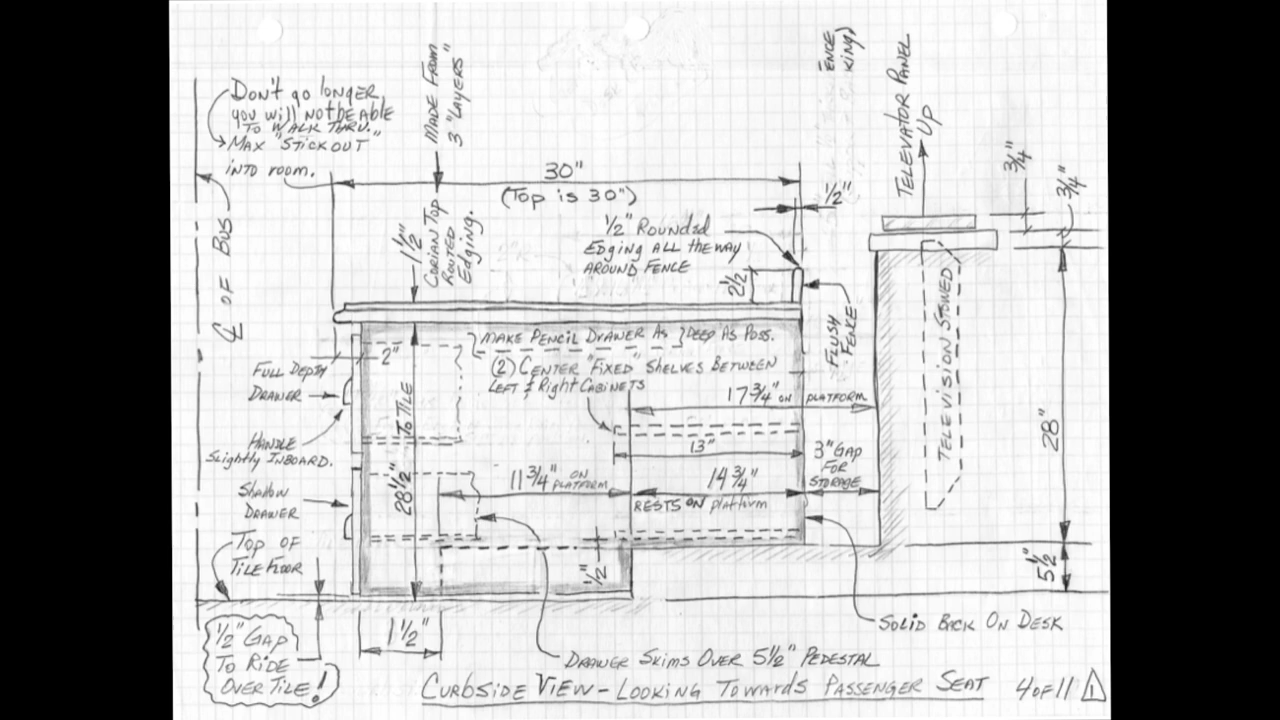 Don't go longer,
you will not be able
TO WALK THRU.
MAX "STICK OUT"
INTO ROOM.
℄ OF BUS
MADE FROM
3 "LAYERS"
30"
(Top is 30")
1 1/2"
CORIAN TOP
ROUTED
Edging.
1/2" ROUNDED
EDGING ALL THE WAY
AROUND FENCE
1/2"
2 1/2
FLUSH
FENCE
TELEVATOR PANEL
UP
3/4"
3/4"
MAKE PENCIL DRAWER AS DEEP AS POSS.
(2) CENTER "FIXED" SHELVES BETWEEN
LEFT & RIGHT CABINETS
2"
FULL DEPTH
DRAWER
HANDLE
SLIGHTLY INBOARD.
SHALLOW
DRAWER
TOP OF
TILE FLOOR
28 1/2" TO TILE
17 3/4" ON PLATFORM
13"
11 3/4" ON
PLATFORM
14 3/4"
RESTS ON platform
3" GAP
FOR
STORAGE
TELEVISION STOWED
28"
5 1/2"
1/2"
1/2" GAP
TO RIDE
OVER TILE!
1 1/2"
SOLID BACK ON DESK
DRAWER SKIMS OVER 5 1/2" PEDESTAL
CURBSIDE VIEW - LOOKING TOWARDS PASSENGER SEAT
4 OF 11
1